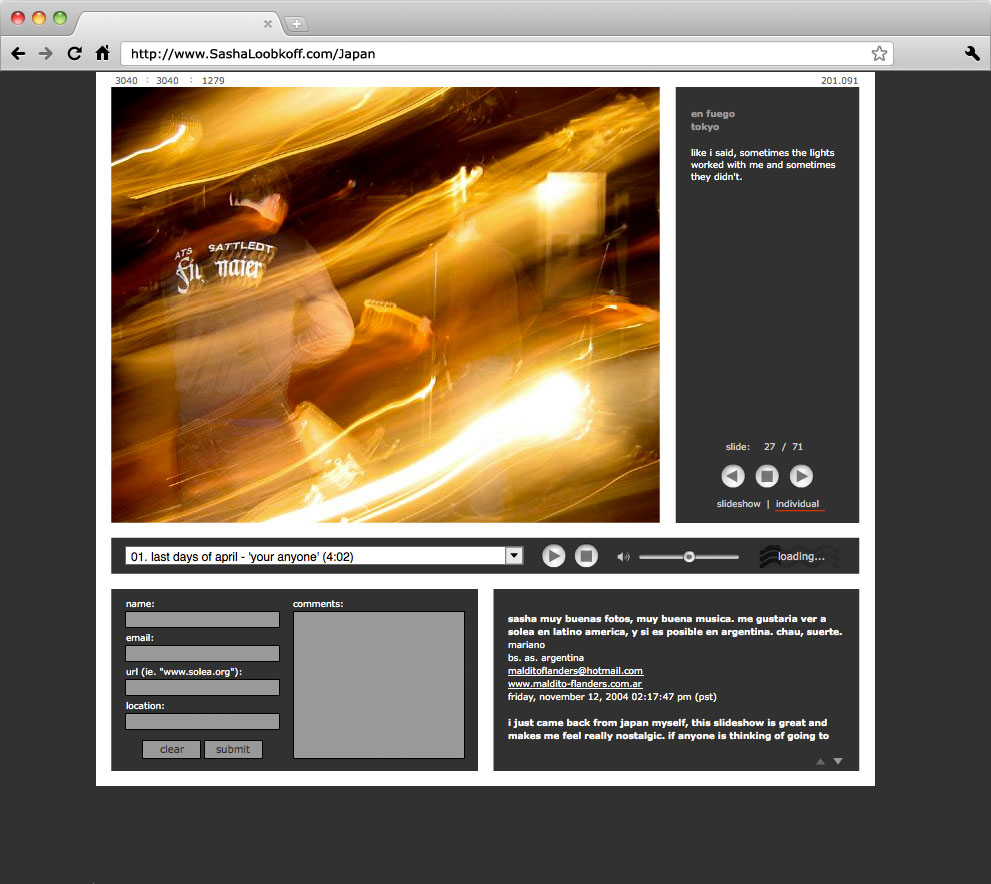 http://www.SashaLoobkoff.com/Japan
3040 : 3040 : 1279
201.091
ATS SATTLEDT
en fuego
tokyo
like i said, sometimes the lights
worked with me and sometimes
they didn't.
slide: 27 / 71
slideshow | individual
01. last days of april - 'your anyone' (4:02)
loading...
name:
email:
url (ie. "www.solea.org"):
location:
clear submit
comments:
sasha muy buenas fotos, muy buena musica. me gustaria ver a
solea en latino america, y si es posible en argentina. chau, suerte.
mariano
bs. as. argentina
malditoflanders@hotmail.com
www.maldito-flanders.com.ar
friday, november 12, 2004 02:17:47 pm (pst)
i just came back from japan myself, this slideshow is great and
makes me feel really nostalgic. if anyone is thinking of going to